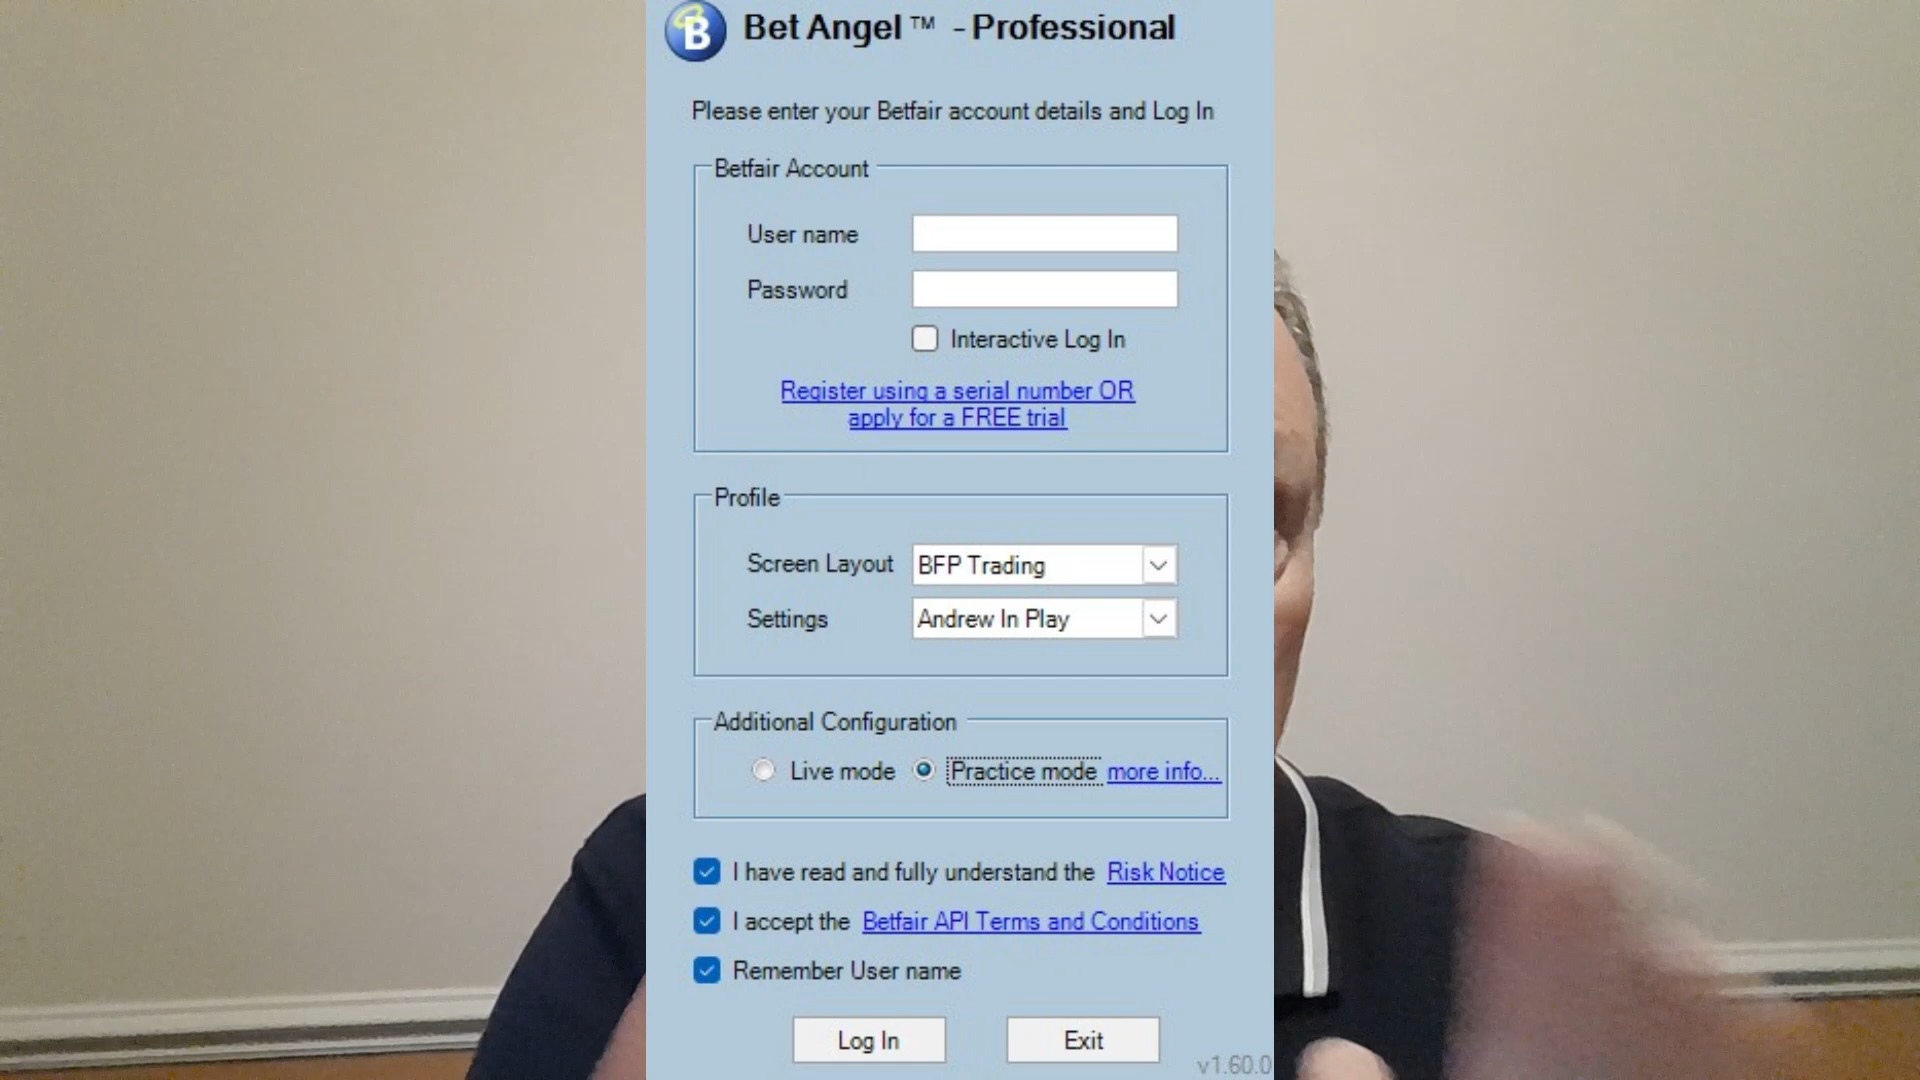 B
Bet Angel ™ - Professional
Please enter your Betfair account details and Log In
Betfair Account
User name
Password
Interactive Log In
Register using a serial number OR
apply for a FREE trial
Profile
Screen Layout BFP Trading
Settings Andrew In Play
Additional Configuration
Live mode Practice mode more info...
I have read and fully understand the Risk Notice
I accept the Betfair API Terms and Conditions
Remember User name
Log In Exit
v1.60.0